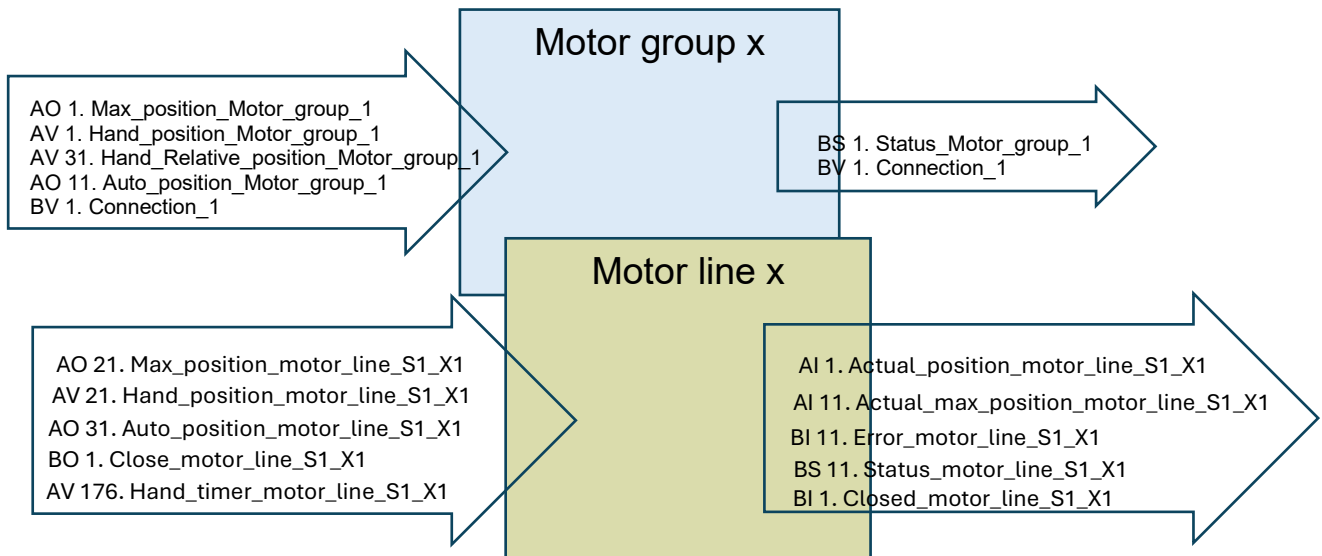 Motor group x
AO 1. Max_position_Motor_group_1
AV 1. Hand_position_Motor_group_1
AV 31. Hand_Relative_position_Motor_group_1
AO 11. Auto_position_Motor_group_1
BV 1. Connection_1
BS 1. Status_Motor_group_1
BV 1. Connection_1
Motor line x
AO 21. Max_position_motor_line_S1_X1
AV 21. Hand_position_motor_line_S1_X1
AO 31. Auto_position_motor_line_S1_X1
BO 1. Close_motor_line_S1_X1
AV 176. Hand_timer_motor_line_S1_X1
AI 1. Actual_position_motor_line_S1_X1
AI 11. Actual_max_position_motor_line_S1_X1
BI 11. Error_motor_line_S1_X1
BS 11. Status_motor_line_S1_X1
BI 1. Closed_motor_line_S1_X1